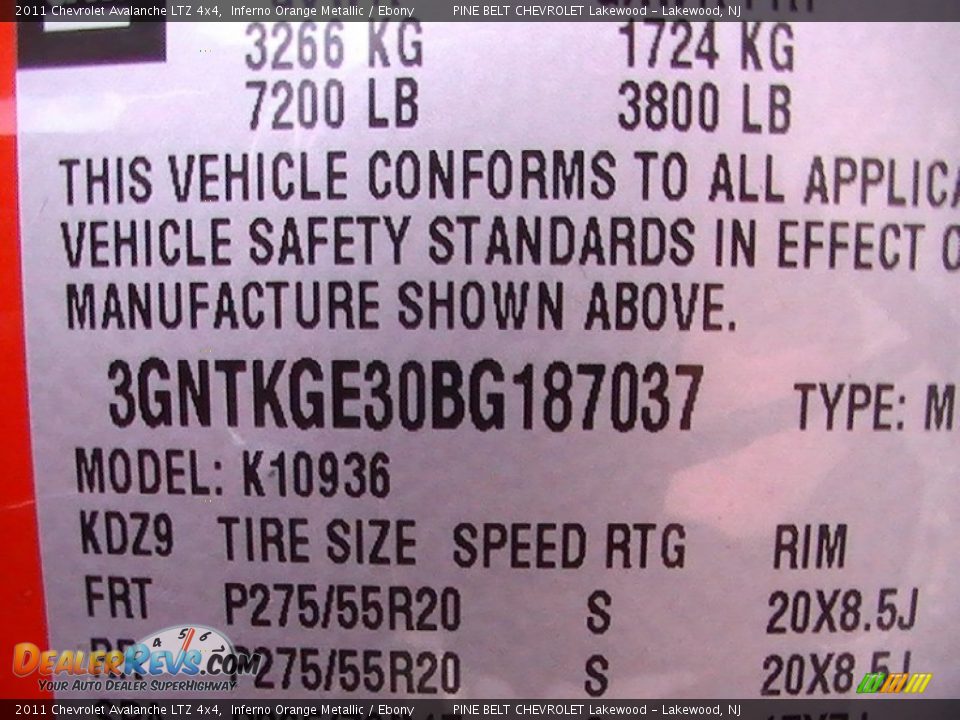 2011 Chevrolet Avalanche LTZ 4x4, Inferno Orange Metallic / Ebony PINE BELT CHEVROLET Lakewood - Lakewood, NJ
3266 KG 1724 KG
7200 LB 3800 LB
THIS VEHICLE CONFORMS TO ALL APPLICA
VEHICLE SAFETY STANDARDS IN EFFECT O
MANUFACTURE SHOWN ABOVE.
3GNTKGE30BG187037 TYPE: M
MODEL: K10936
KDZ9 TIRE SIZE SPEED RTG RIM
FRT P275/55R20 S 20X8.5J
RR P275/55R20 S 20X8.5J
DEALERREVS.COM
YOUR AUTO DEALER SUPERHIGHWAY
2011 Chevrolet Avalanche LTZ 4x4, Inferno Orange Metallic / Ebony PINE BELT CHEVROLET Lakewood - Lakewood, NJ